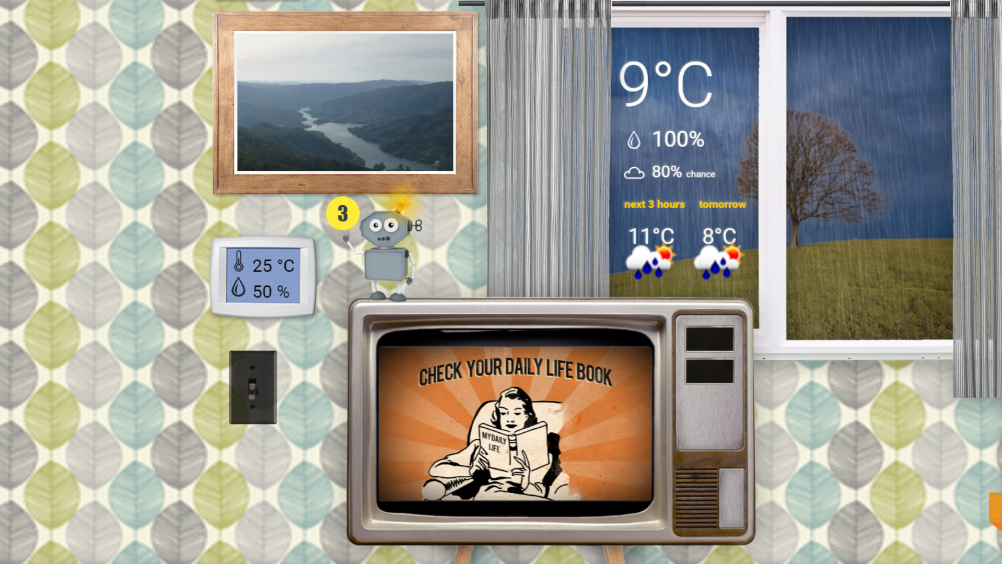 9°C
100%
80% chance
next 3 hours tomorrow
11°C 8°C
3
25 °C
50 %
CHECK YOUR DAILY LIFE BOOK
MY DAILY
LIFE